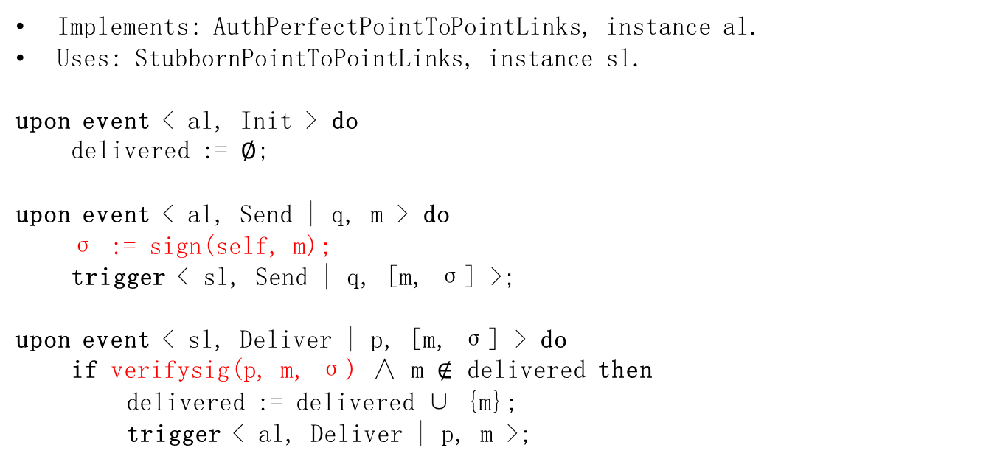 • Implements: AuthPerfectPointToPointLinks, instance al.
• Uses: StubbornPointToPointLinks, instance sl.
upon event < al, Init > do
delivered := ∅;
upon event < al, Send | q, m > do
σ := sign(self, m);
trigger < sl, Send | q, [m, σ] >;
upon event < sl, Deliver | p, [m, σ] > do
if verifysig(p, m, σ) ∧ m ∉ delivered then
delivered := delivered ∪ {m};
trigger < al, Deliver | p, m >;